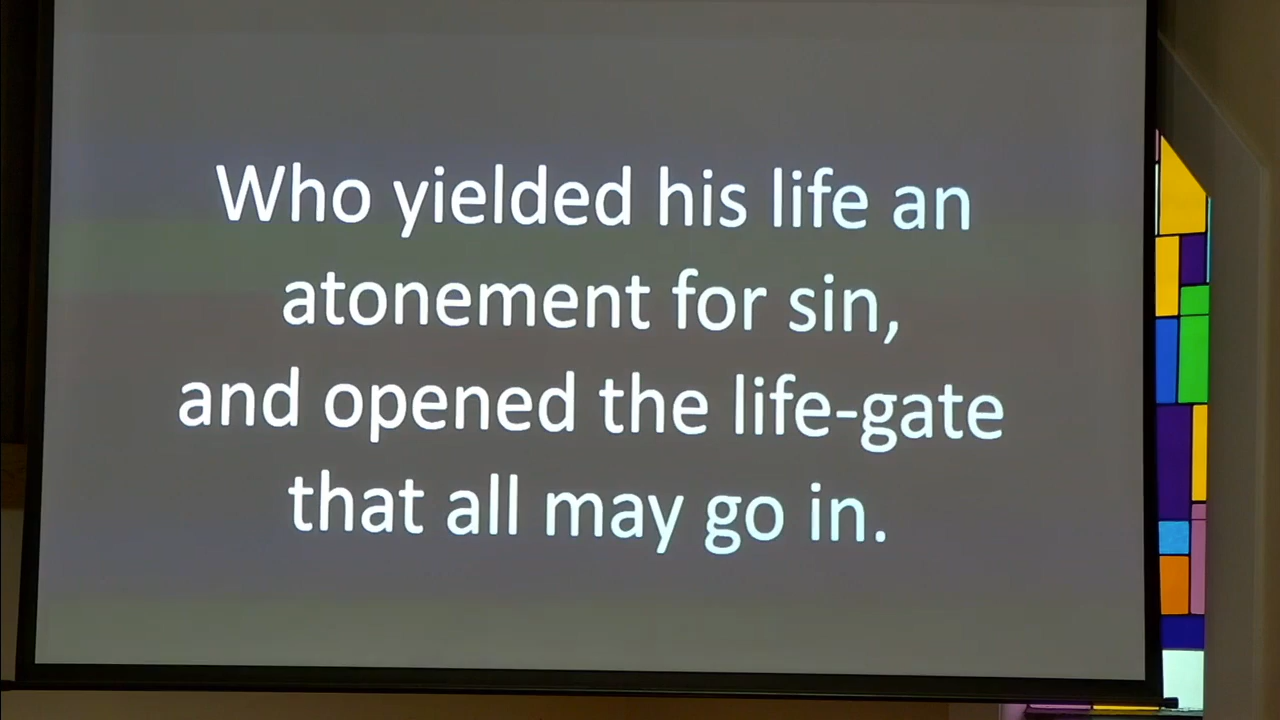 Who yielded his life an
atonement for sin,
and opened the life-gate
that all may go in.